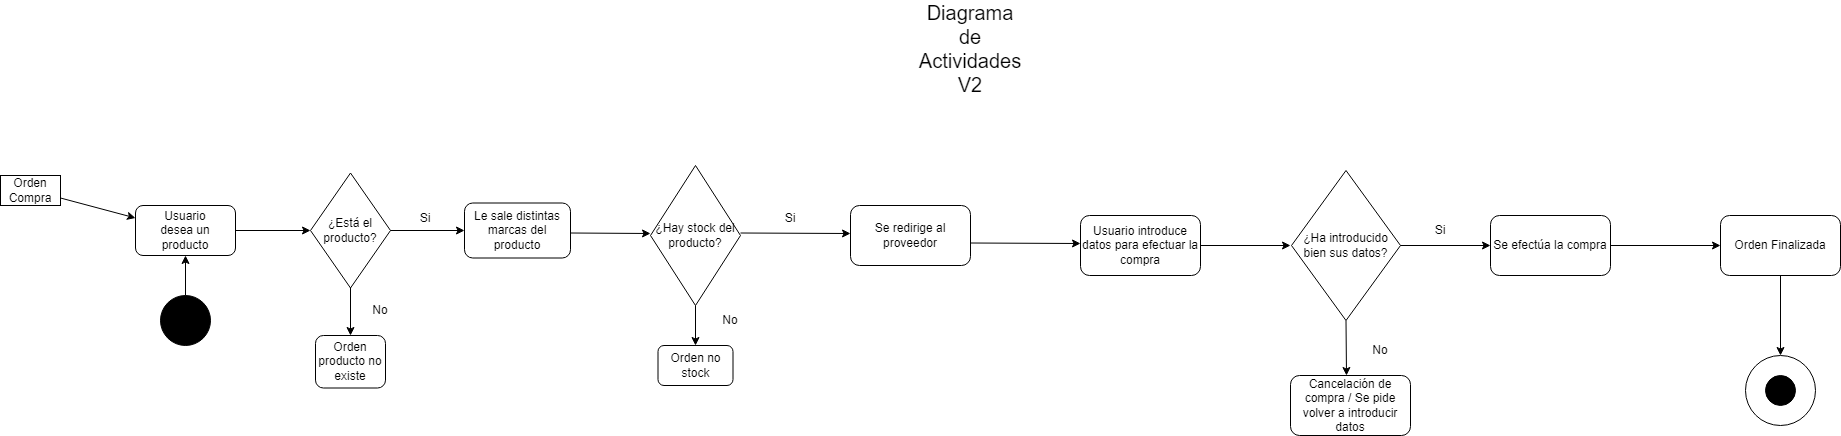 Diagrama
de
Actividades
V2
Orden
Compra
Usuario
desea un
producto
¿Está el
producto?
Si
No
Orden
producto no
existe
Le sale distintas
marcas del
producto
¿Hay stock del
producto?
Si
No
Orden no
stock
Se redirige al
proveedor
Usuario introduce
datos para efectuar la
compra
¿Ha introducido
bien sus datos?
Si
No
Cancelación de
compra / Se pide
volver a introducir
datos
Se efectúa la compra
Orden Finalizada